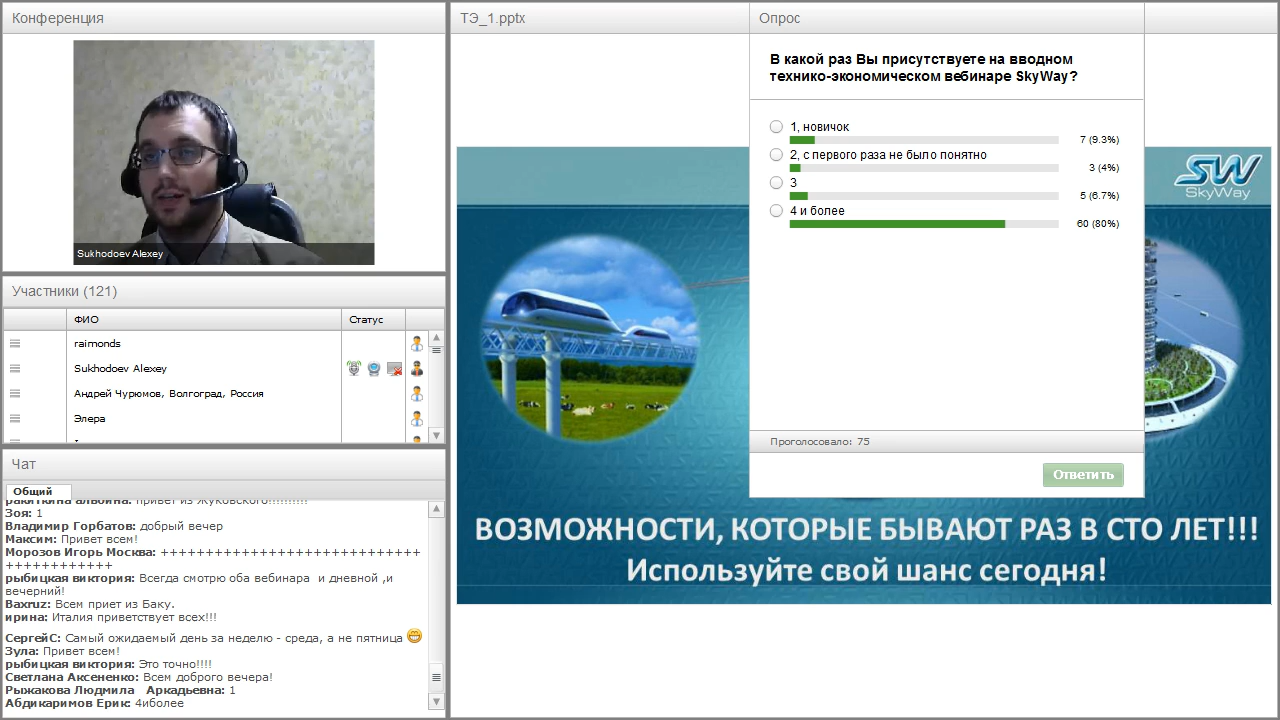 Конференция
Sukhodoev Alexey
Участники (121)
ФИО
Статус
raimonds
Sukhodoev Alexey
Андрей Чурюмов, Волгоград, Россия
Элера
Чат
Общий
ракиткина альбина: привет из Жуковского!!!!!!!!!!
Зоя: 1
Владимир Горбатов: добрый вечер
Максим: Привет всем!
Морозов Игорь Москва: +++++++++++++++++++++++++++++
++++++++++++
рыбицкая виктория: Всегда смотрю оба вебинара и дневной ,и
вечерний!
Baxruz: Всем приет из Баку.
ирина: Италия приветствует всех!!!
СергейС: Самый ожидаемый день за неделю - среда, а не пятница
Зула: Привет всем!
рыбицкая виктория: Это точно!!!!
Светлана Аксененко: Всем доброго вечера!
Рыжакова Людмила Аркадьевна: 1
Абдикаримов Ерик: 4иболее
ТЭ_1.pptx
Опрос
В какой раз Вы присутствуете на вводном
технико-экономическом вебинаре SkyWay?
1, новичок
7 (9.3%)
2, с первого раза не было понятно
3 (4%)
3
5 (6.7%)
4 и более
60 (80%)
Проголосовало: 75
Ответить
SW
SkyWay
ВОЗМОЖНОСТИ, КОТОРЫЕ БЫВАЮТ РАЗ В СТО ЛЕТ!!!
Используйте свой шанс сегодня!